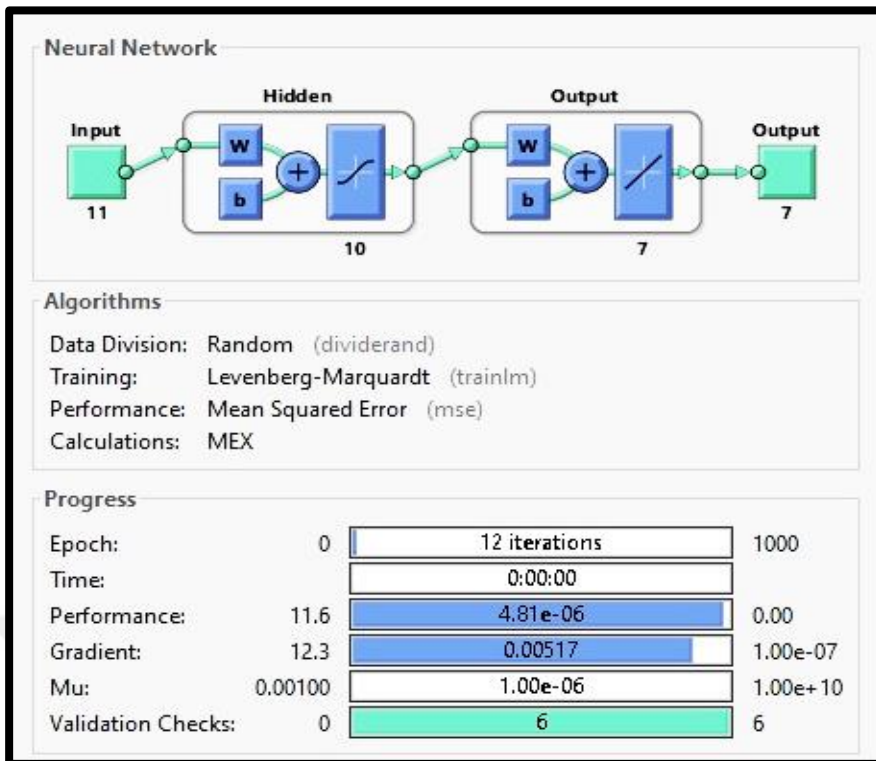 Neural Network
Hidden Output
Input W b + W b + Output
11 10 7 7
Algorithms
Data Division: Random (dividerand)
Training: Levenberg-Marquardt (trainlm)
Performance: Mean Squared Error (mse)
Calculations: MEX
Progress
Epoch: 0 12 iterations 1000
Time: 0:00:00
Performance: 11.6 4.81e-06 0.00
Gradient: 12.3 0.00517 1.00e-07
Mu: 0.00100 1.00e-06 1.00e+10
Validation Checks: 0 6 6